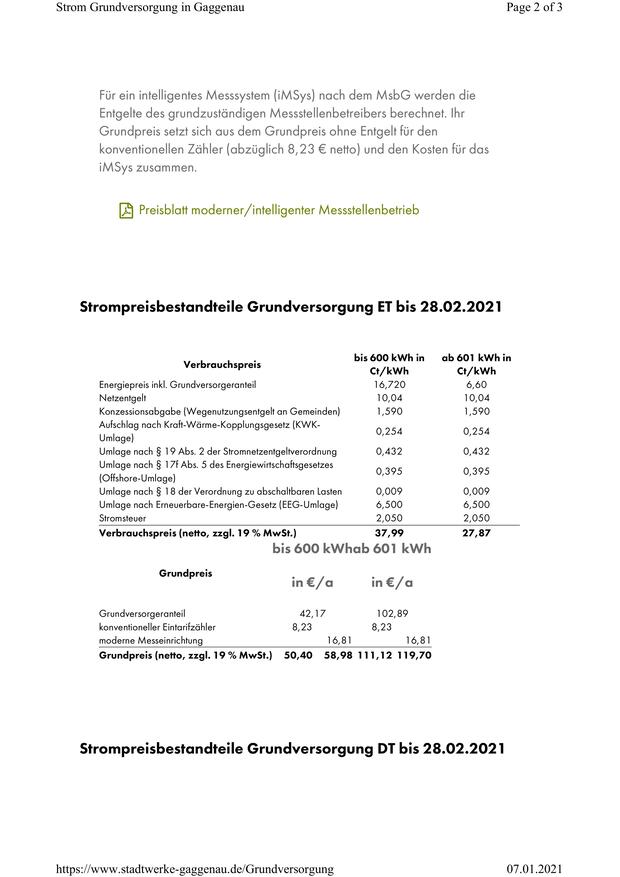 Strom Grundversorgung in Gaggenau Page 2 of 3
Für ein intelligentes Messsystem (iMSys) nach dem MsbG werden die
Entgelte des grundzuständigen Messstellenbetreibers berechnet. Ihr
Grundpreis setzt sich aus dem Grundpreis ohne Entgelt für den
konventionellen Zähler (abzüglich 8,23 € netto) und den Kosten für das
iMSys zusammen.
Preisblatt moderner/intelligenter Messstellenbetrieb
Strompreisbestandteile Grundversorgung ET bis 28.02.2021
Verbrauchspreis bis 600 kWh in Ct/kWh ab 601 kWh in Ct/kWh
Energiepreis inkl. Grundversorgeranteil 16,720 6,60
Netzentgelt 10,04 10,04
Konzessionsabgabe (Wegenutzungsentgelt an Gemeinden) 1,590 1,590
Aufschlag nach Kraft-Wärme-Kopplungsgesetz (KWK-
Umlage) 0,254 0,254
Umlage nach § 19 Abs. 2 der Stromnetzentgeltverordnung 0,432 0,432
Umlage nach § 17f Abs. 5 des Energiewirtschaftsgesetzes
(Offshore-Umlage) 0,395 0,395
Umlage nach § 18 der Verordnung zu abschaltbaren Lasten 0,009 0,009
Umlage nach Erneuerbare-Energien-Gesetz (EEG-Umlage) 6,500 6,500
Stromsteuer 2,050 2,050
Verbrauchspreis (netto, zzgl. 19 % MwSt.) 37,99 27,87
bis 600 kWhab 601 kWh
Grundpreis in €/a in €/a
Grundversorgeranteil 42,17 102,89
konventioneller Eintarifzähler 8,23 8,23
moderne Messeinrichtung 16,81 16,81
Grundpreis (netto, zzgl. 19 % MwSt.) 50,40 58,98 111,12 119,70
Strompreisbestandteile Grundversorgung DT bis 28.02.2021
https://www.stadtwerke-gaggenau.de/Grundversorgung 07.01.2021